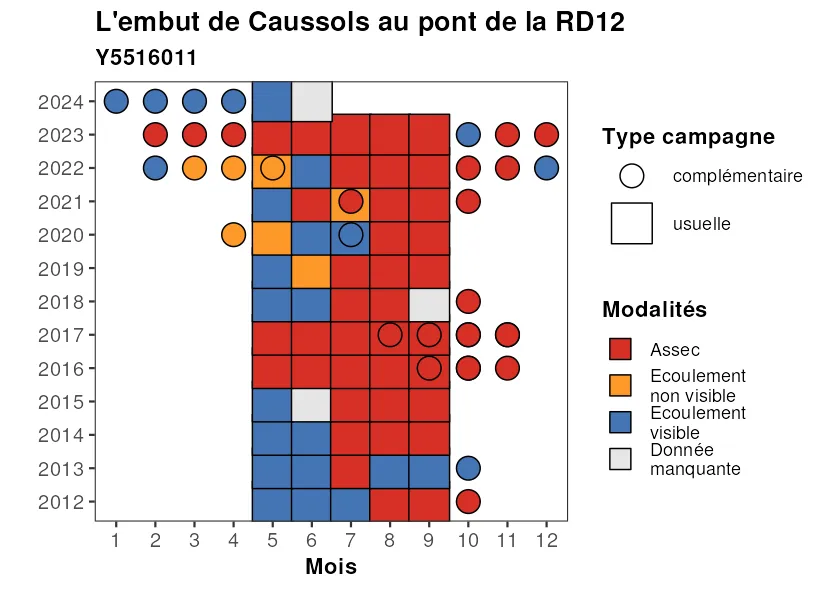 L'embut de Caussols au pont de la RD12
Y5516011
2024
2023
2022
2021
2020
2019
2018
2017
2016
2015
2014
2013
2012
1 2 3 4 5 6 7 8 9 10 11 12
Mois
Type campagne
complémentaire
usuelle
Modalités
Assec
Ecoulement
non visible
Ecoulement
visible
Donnée
manquante